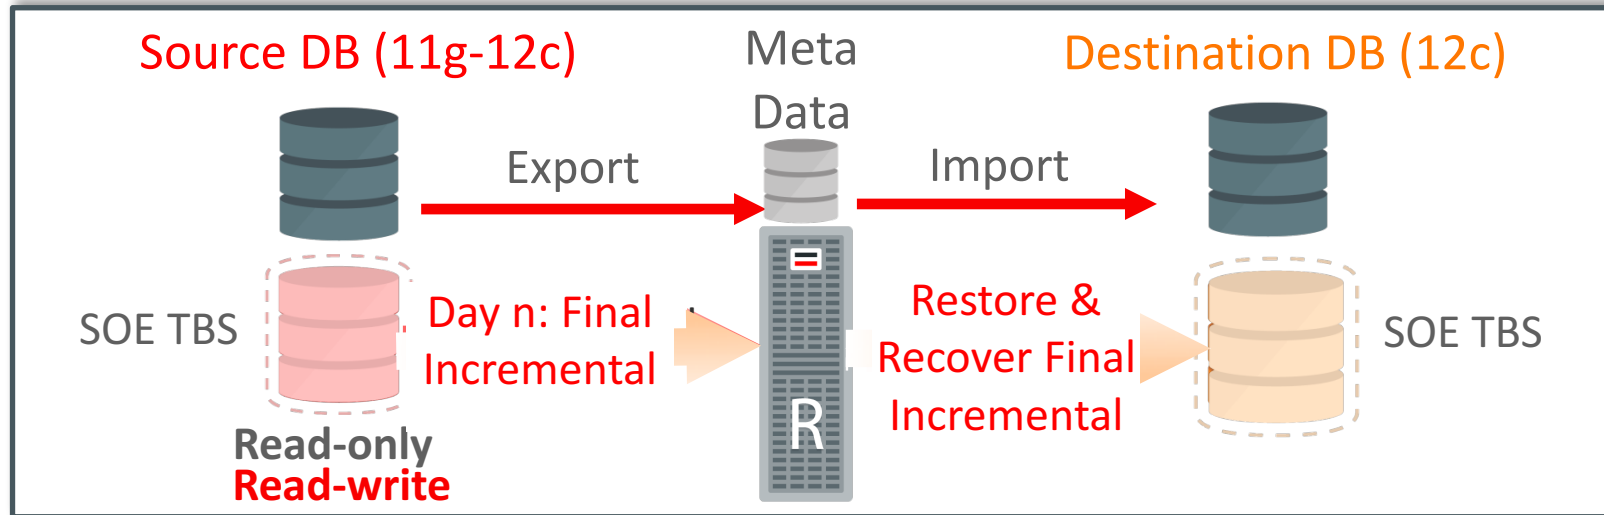 Source DB (11g-12c)
Meta
Data
Destination DB (12c)
Export
Import
SOE TBS
Day n: Final
Incremental
Restore &
Recover Final
Incremental
SOE TBS
R
Read-only
Read-write